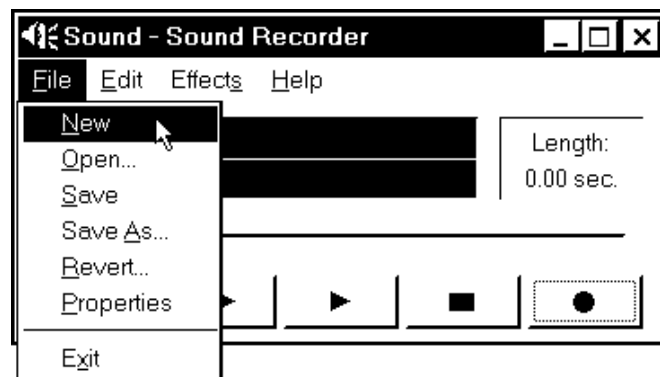 Sound - Sound Recorder
File Edit Effects Help
New
Open...
Save
Save As...
Revert...
Properties
Exit
Length:
0.00 sec.